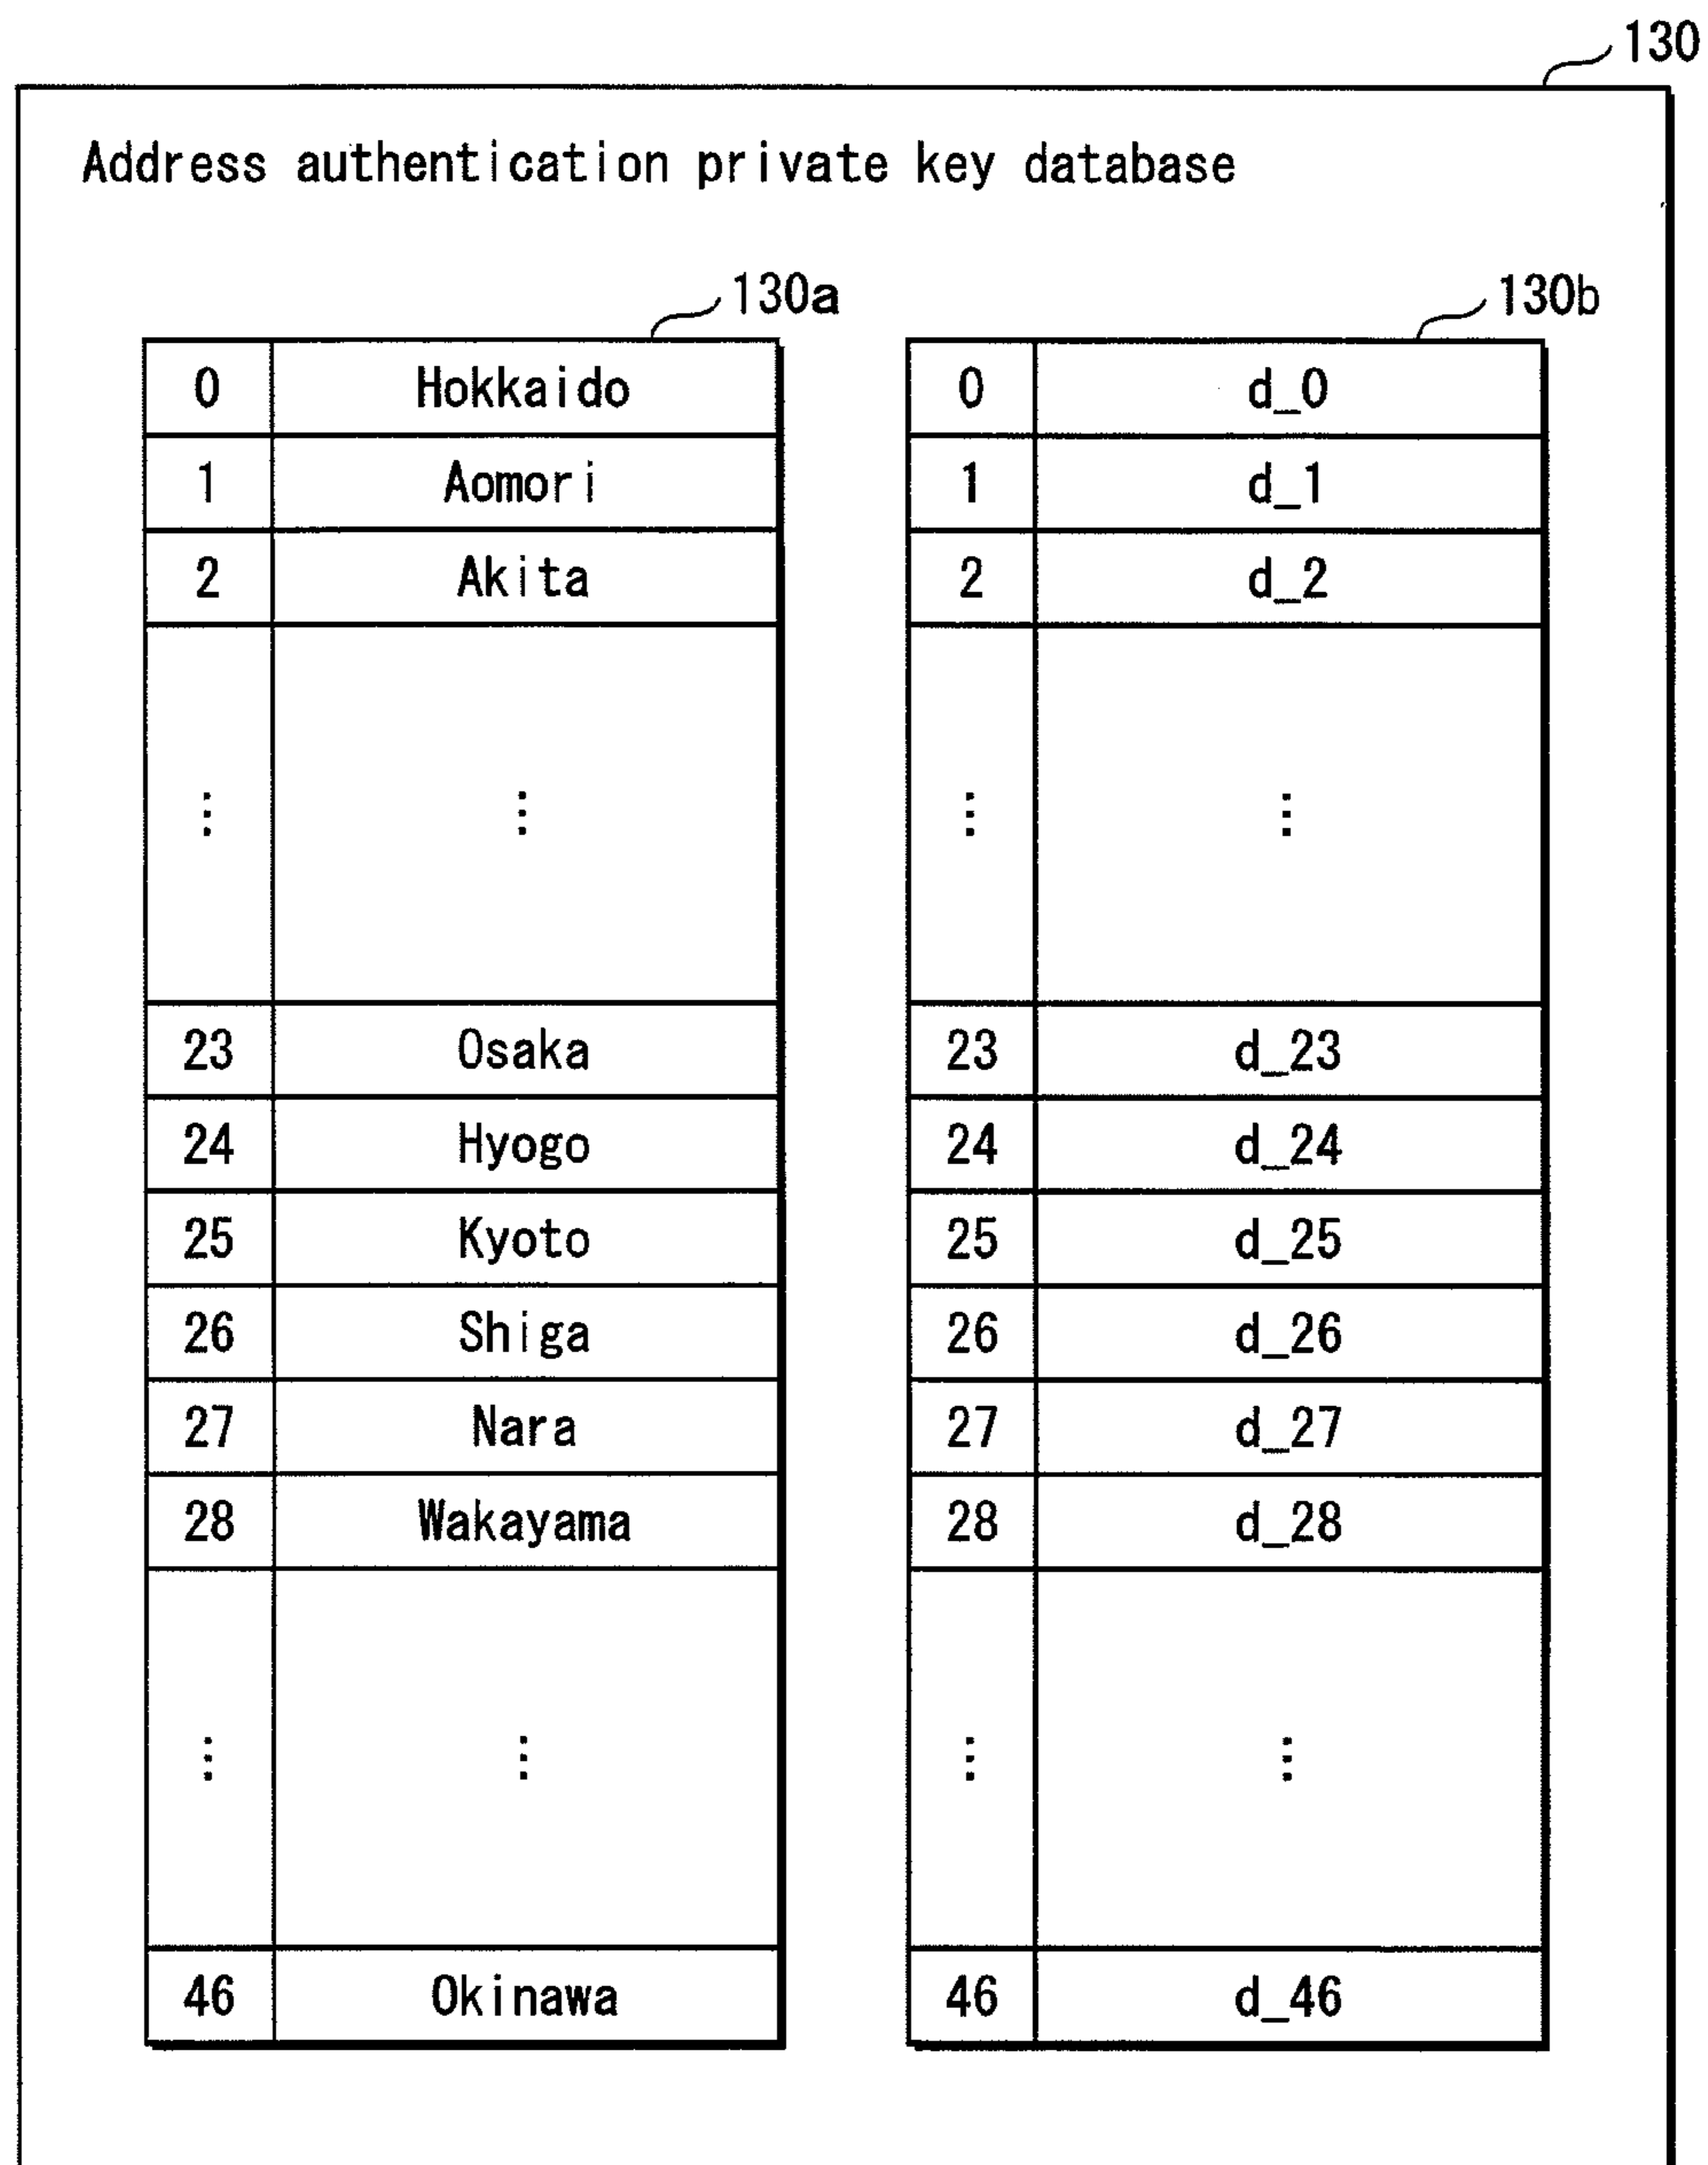 130
Address authentication private key database
130a 130b
0 Hokkaido 0 d_0
1 Aomori 1 d_1
2 Akita 2 d_2
⋮ ⋮ ⋮ ⋮
23 Osaka 23 d_23
24 Hyogo 24 d_24
25 Kyoto 25 d_25
26 Shiga 26 d_26
27 Nara 27 d_27
28 Wakayama 28 d_28
⋮ ⋮ ⋮ ⋮
46 Okinawa 46 d_46